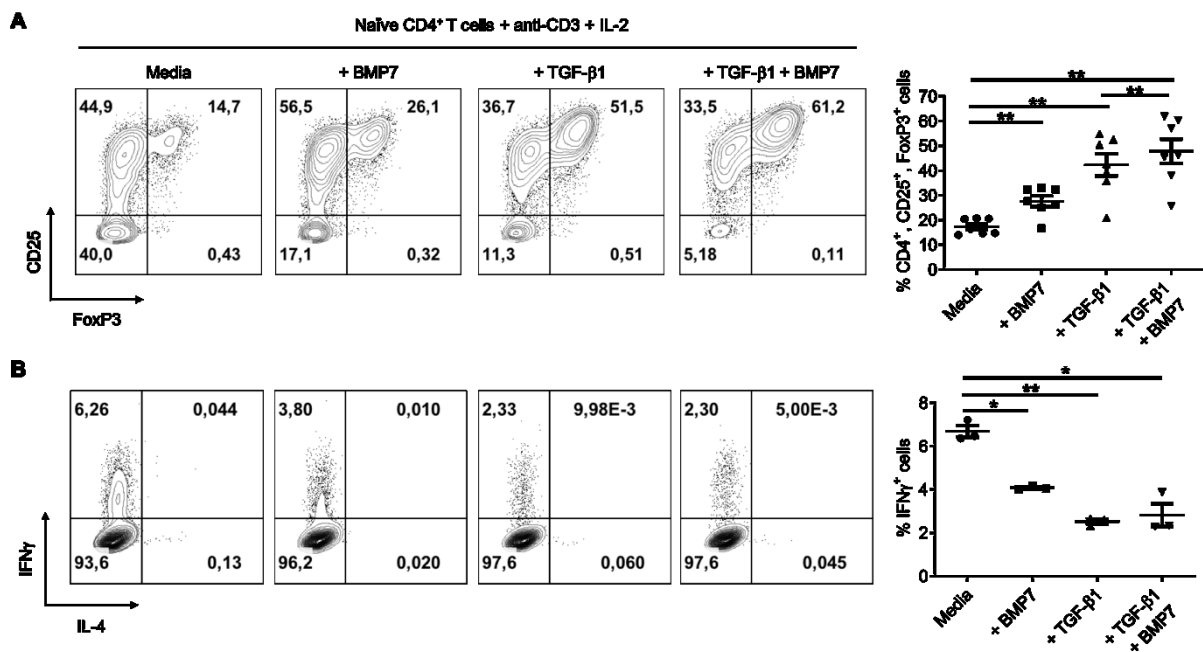 A
Naïve CD4⁺ T cells + anti-CD3 + IL-2
Media
+ BMP7
+ TGF-β1
+ TGF-β1 + BMP7
44,9 14,7
56,5 26,1
36,7 51,5
33,5 61,2
40,0 0,43
17,1 0,32
11,3 0,51
5,18 0,11
CD25
FoxP3
% CD4⁺, CD25⁺, FoxP3⁺ cells
70
60
50
40
30
20
10
0
**
**
** **
Media
+ BMP7
+ TGF-β1
+ TGF-β1
+ BMP7
B
6,26 0,044
3,80 0,010
2,33 9,98E-3
2,30 5,00E-3
93,6 0,13
96,2 0,020
97,6 0,060
97,6 0,045
IFNγ
IL-4
% IFNγ⁺ cells
8
6
4
2
0
*
**
*
Media
+ BMP7
+ TGF-β1
+ TGF-β1
+ BMP7